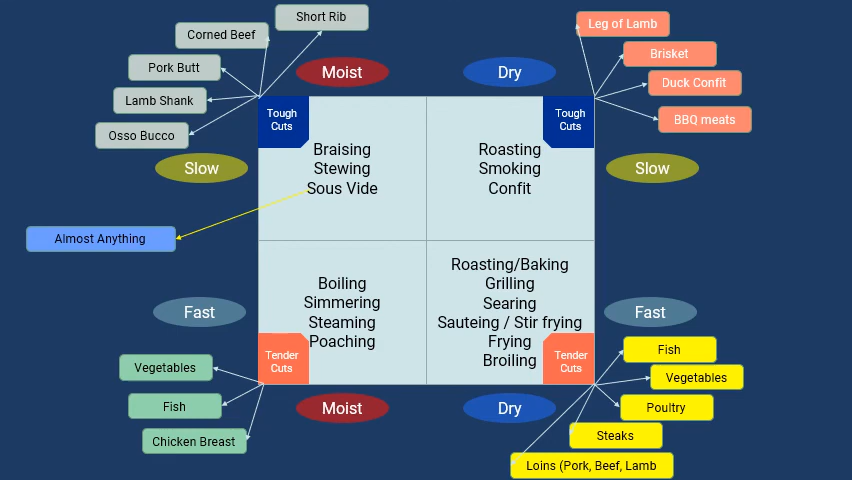 Short Rib
Corned Beef
Pork Butt
Lamb Shank
Osso Bucco
Leg of Lamb
Brisket
Duck Confit
BBQ meats
Moist
Dry
Tough
Cuts
Tough
Cuts
Slow
Braising
Stewing
Sous Vide
Roasting
Smoking
Confit
Slow
Almost Anything
Fast
Boiling
Simmering
Steaming
Poaching
Roasting/Baking
Grilling
Searing
Sauteing / Stir frying
Frying
Broiling
Fast
Tender
Cuts
Tender
Cuts
Vegetables
Fish
Chicken Breast
Moist
Dry
Fish
Vegetables
Poultry
Steaks
Loins (Pork, Beef, Lamb